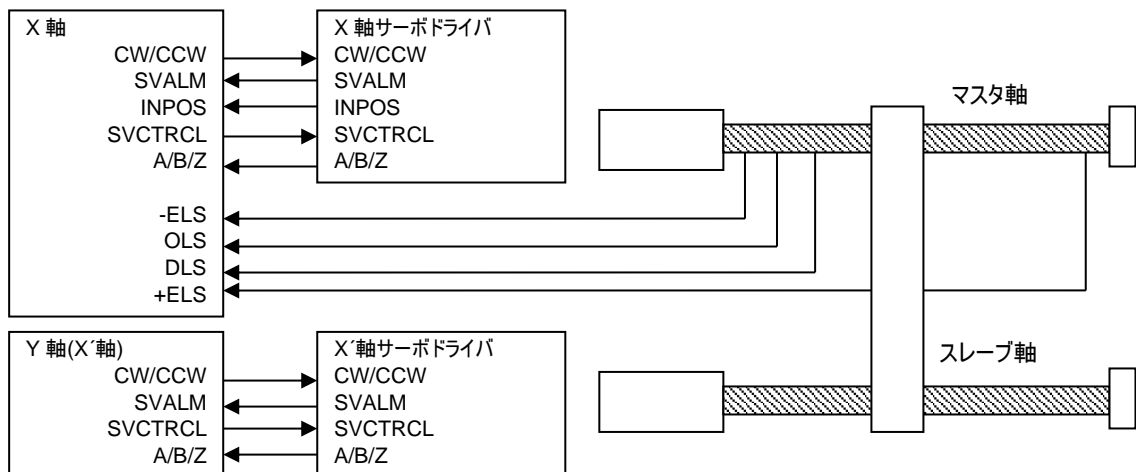 X 軸
CW/CCW
SVALM
INPOS
SVCTRCL
A/B/Z
-ELS
OLS
DLS
+ELS
X 軸サーボドライバ
CW/CCW
SVALM
INPOS
SVCTRCL
A/B/Z
マスタ軸
Y 軸(X´軸)
CW/CCW
SVALM
SVCTRCL
A/B/Z
X´軸サーボドライバ
CW/CCW
SVALM
SVCTRCL
A/B/Z
スレーブ軸